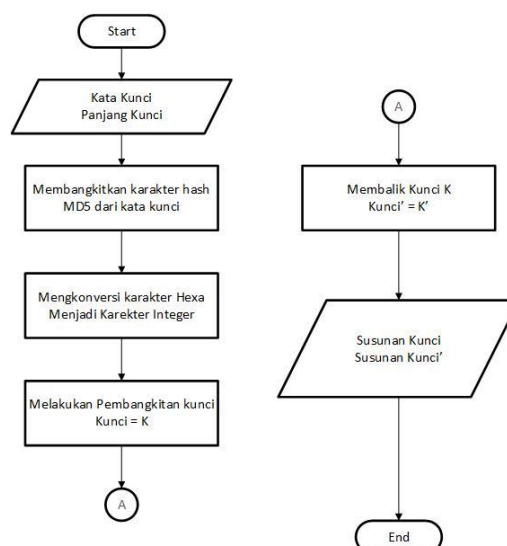 Start
Kata Kunci
Panjang Kunci
Membangkitkan karakter hash
MD5 dari kata kunci
Mengkonversi karakter Hexa
Menjadi Karekter Integer
Melakukan Pembangkitan kunci
Kunci = K
A
A
Membalik Kunci K
Kunci' = K'
Susunan Kunci
Susunan Kunci'
End